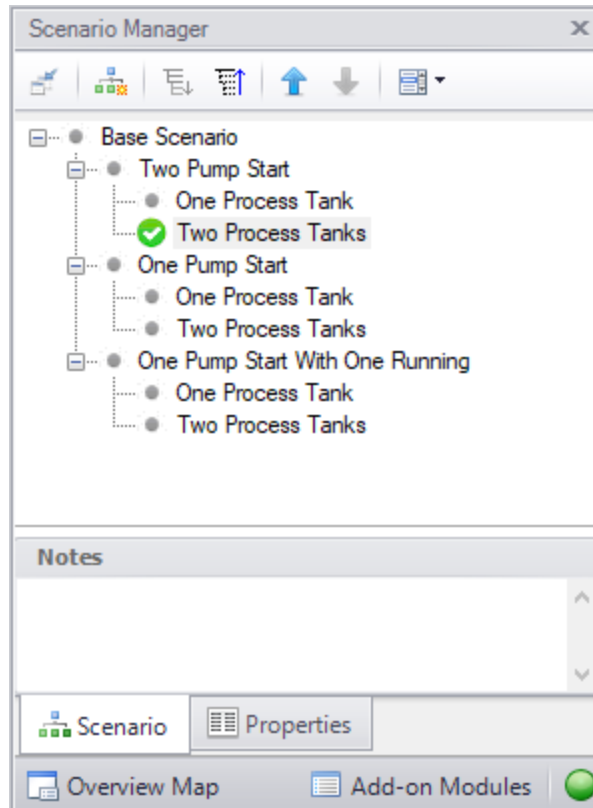 Scenario Manager
Base Scenario
Two Pump Start
One Process Tank
Two Process Tanks
One Pump Start
One Process Tank
Two Process Tanks
One Pump Start With One Running
One Process Tank
Two Process Tanks
Notes
Scenario Properties
Overview Map Add-on Modules